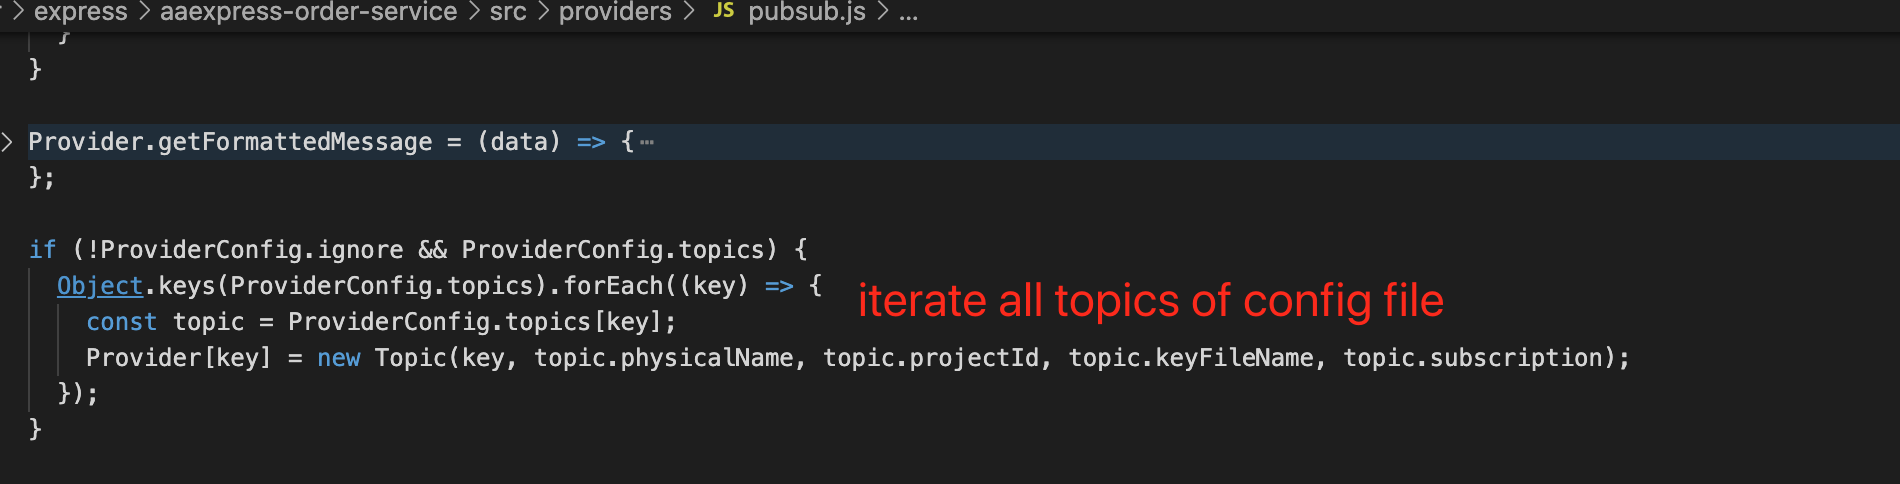 express > aaexpress-order-service > src > providers > JS pubsub.js > ...
}
}
Provider.getFormattedMessage = (data) => {⋯
};
if (!ProviderConfig.ignore && ProviderConfig.topics) {
Object.keys(ProviderConfig.topics).forEach((key) => {
iterate all topics of config file
const topic = ProviderConfig.topics[key];
Provider[key] = new Topic(key, topic.physicalName, topic.projectId, topic.keyFileName, topic.subscription);
});
}